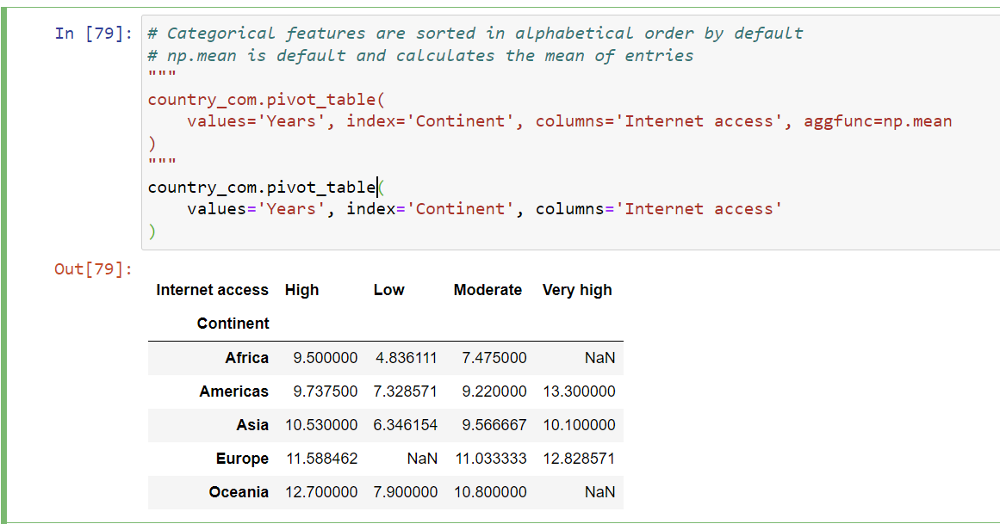 In [79]: # Categorical features are sorted in alphabetical order by default
# np.mean is default and calculates the mean of entries
"""
country_com.pivot_table(
    values='Years', index='Continent', columns='Internet access', aggfunc=np.mean
)
"""
country_com.pivot_table(
    values='Years', index='Continent', columns='Internet access'
)
Out[79]:
Internet access High Low Moderate Very high
Continent
Africa 9.500000 4.836111 7.475000 NaN
Americas 9.737500 7.328571 9.220000 13.300000
Asia 10.530000 6.346154 9.566667 10.100000
Europe 11.588462 NaN 11.033333 12.828571
Oceania 12.700000 7.900000 10.800000 NaN